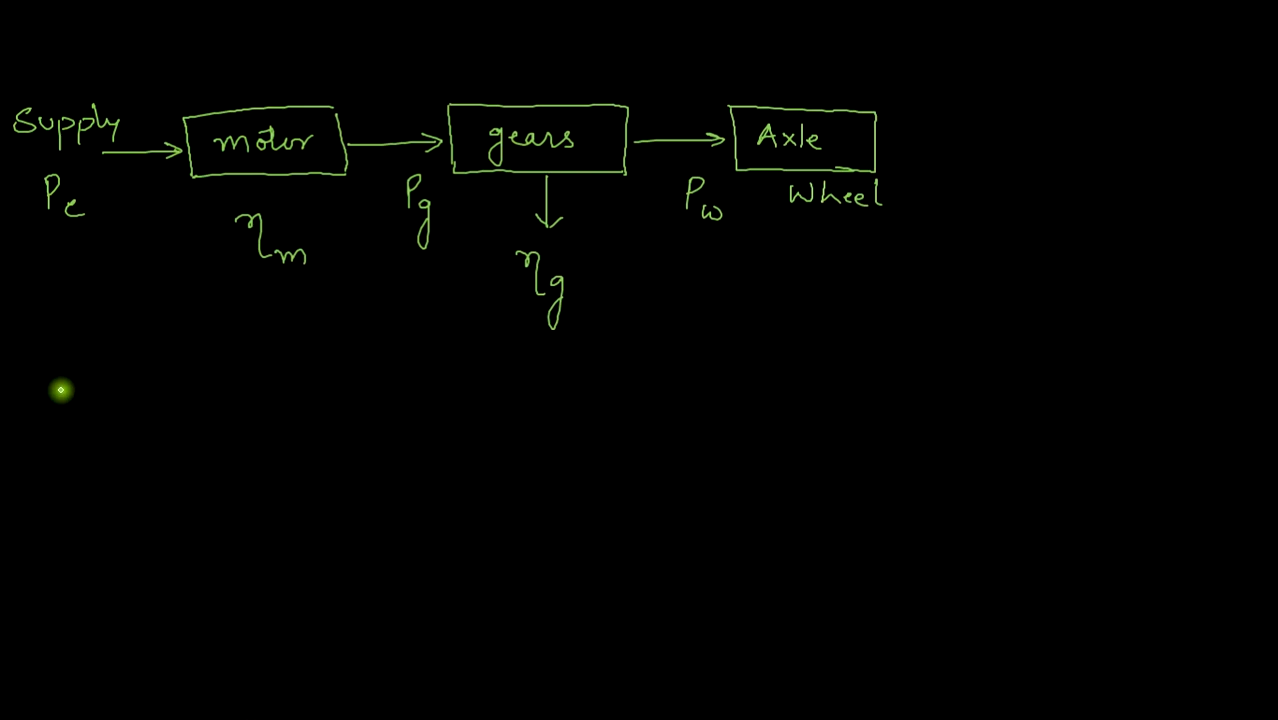 Supply
motor
gears
Axle
Wheel
Pe
ηm
Pg
ηg
Pw